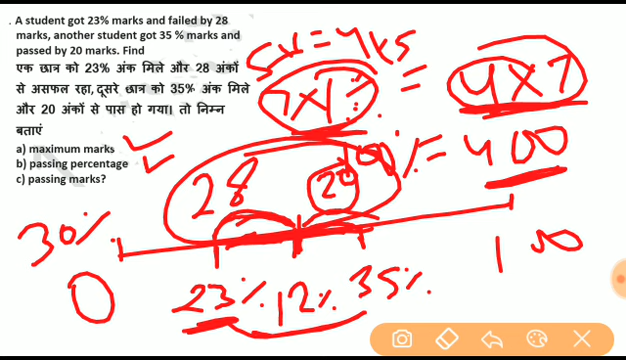 . A student got 23% marks and failed by 28
marks, another student got 35 % marks and
passed by 20 marks. Find
एक छात्र को 23% अंक मिले और 28 अंकों
से असफल रहा, दूसरे छात्र को 35% अंक मिले
और 20 अंकों से पास हो गया। तो निम्न
बताएं
a) maximum marks
b) passing percentage
c) passing marks?
= 4x5
= 4x7
100% = 400
28 20
30%
0 100
23% 12% 35%